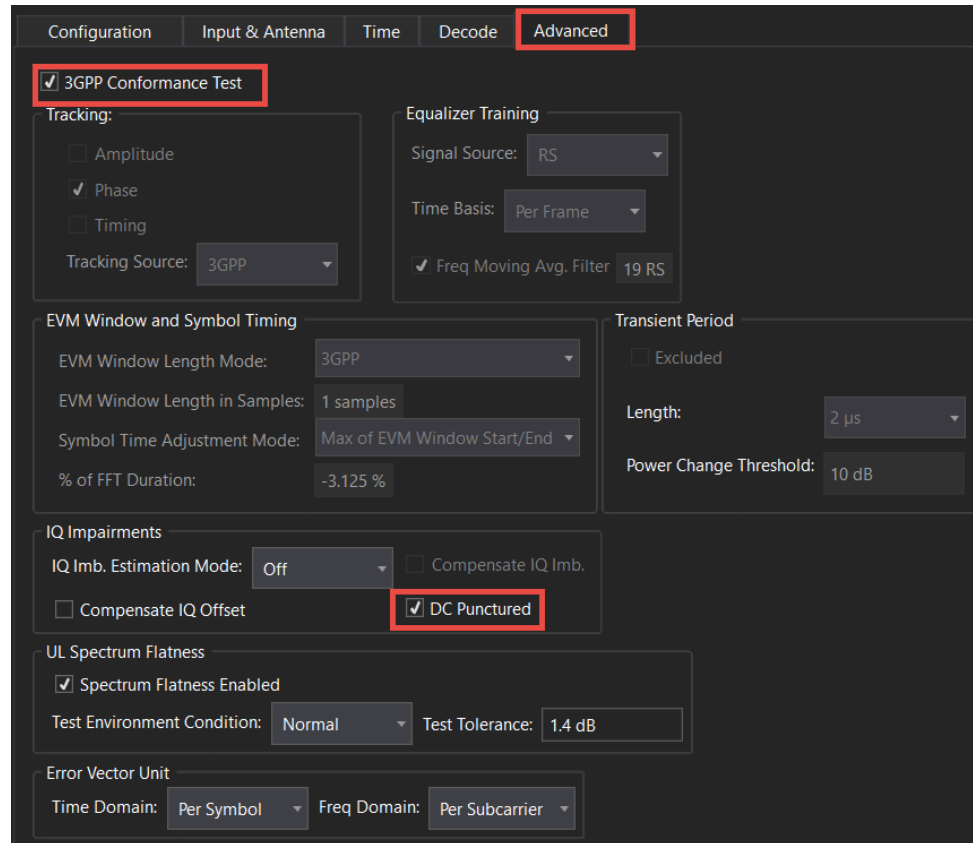 Configuration Input & Antenna Time Decode Advanced
3GPP Conformance Test
Tracking:
Amplitude
Phase
Timing
Tracking Source: 3GPP
Equalizer Training
Signal Source: RS
Time Basis: Per Frame
Freq Moving Avg. Filter 19 RS
EVM Window and Symbol Timing
EVM Window Length Mode: 3GPP
EVM Window Length in Samples: 1 samples
Symbol Time Adjustment Mode: Max of EVM Window Start/End
% of FFT Duration: -3.125 %
Transient Period
Excluded
Length: 2 µs
Power Change Threshold: 10 dB
IQ Impairments
IQ Imb. Estimation Mode: Off Compensate IQ Imb.
Compensate IQ Offset DC Punctured
UL Spectrum Flatness
Spectrum Flatness Enabled
Test Environment Condition: Normal Test Tolerance: 1.4 dB
Error Vector Unit
Time Domain: Per Symbol Freq Domain: Per Subcarrier